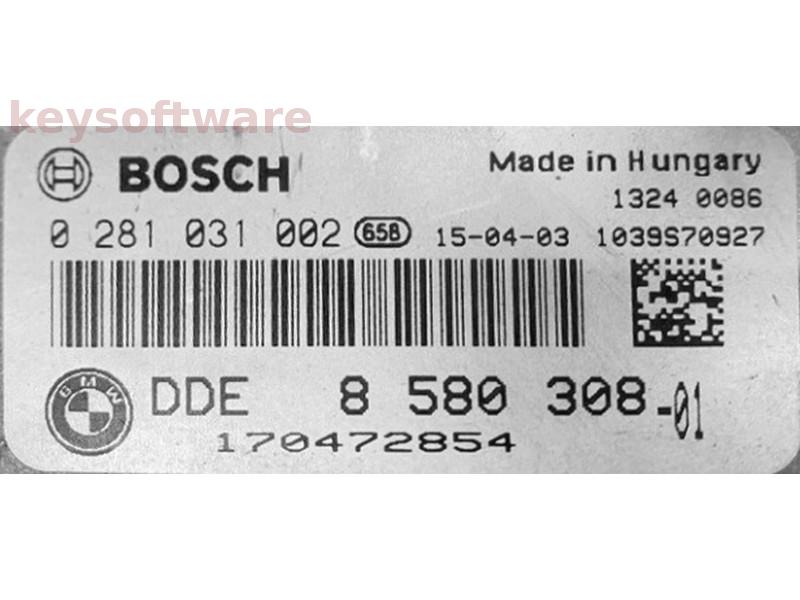 keysoftware
BOSCH Made in Hungary
1324 0086
0 281 031 002 658 15-04-03 1039S70927
BMW DDE 8 580 308-01
170472854